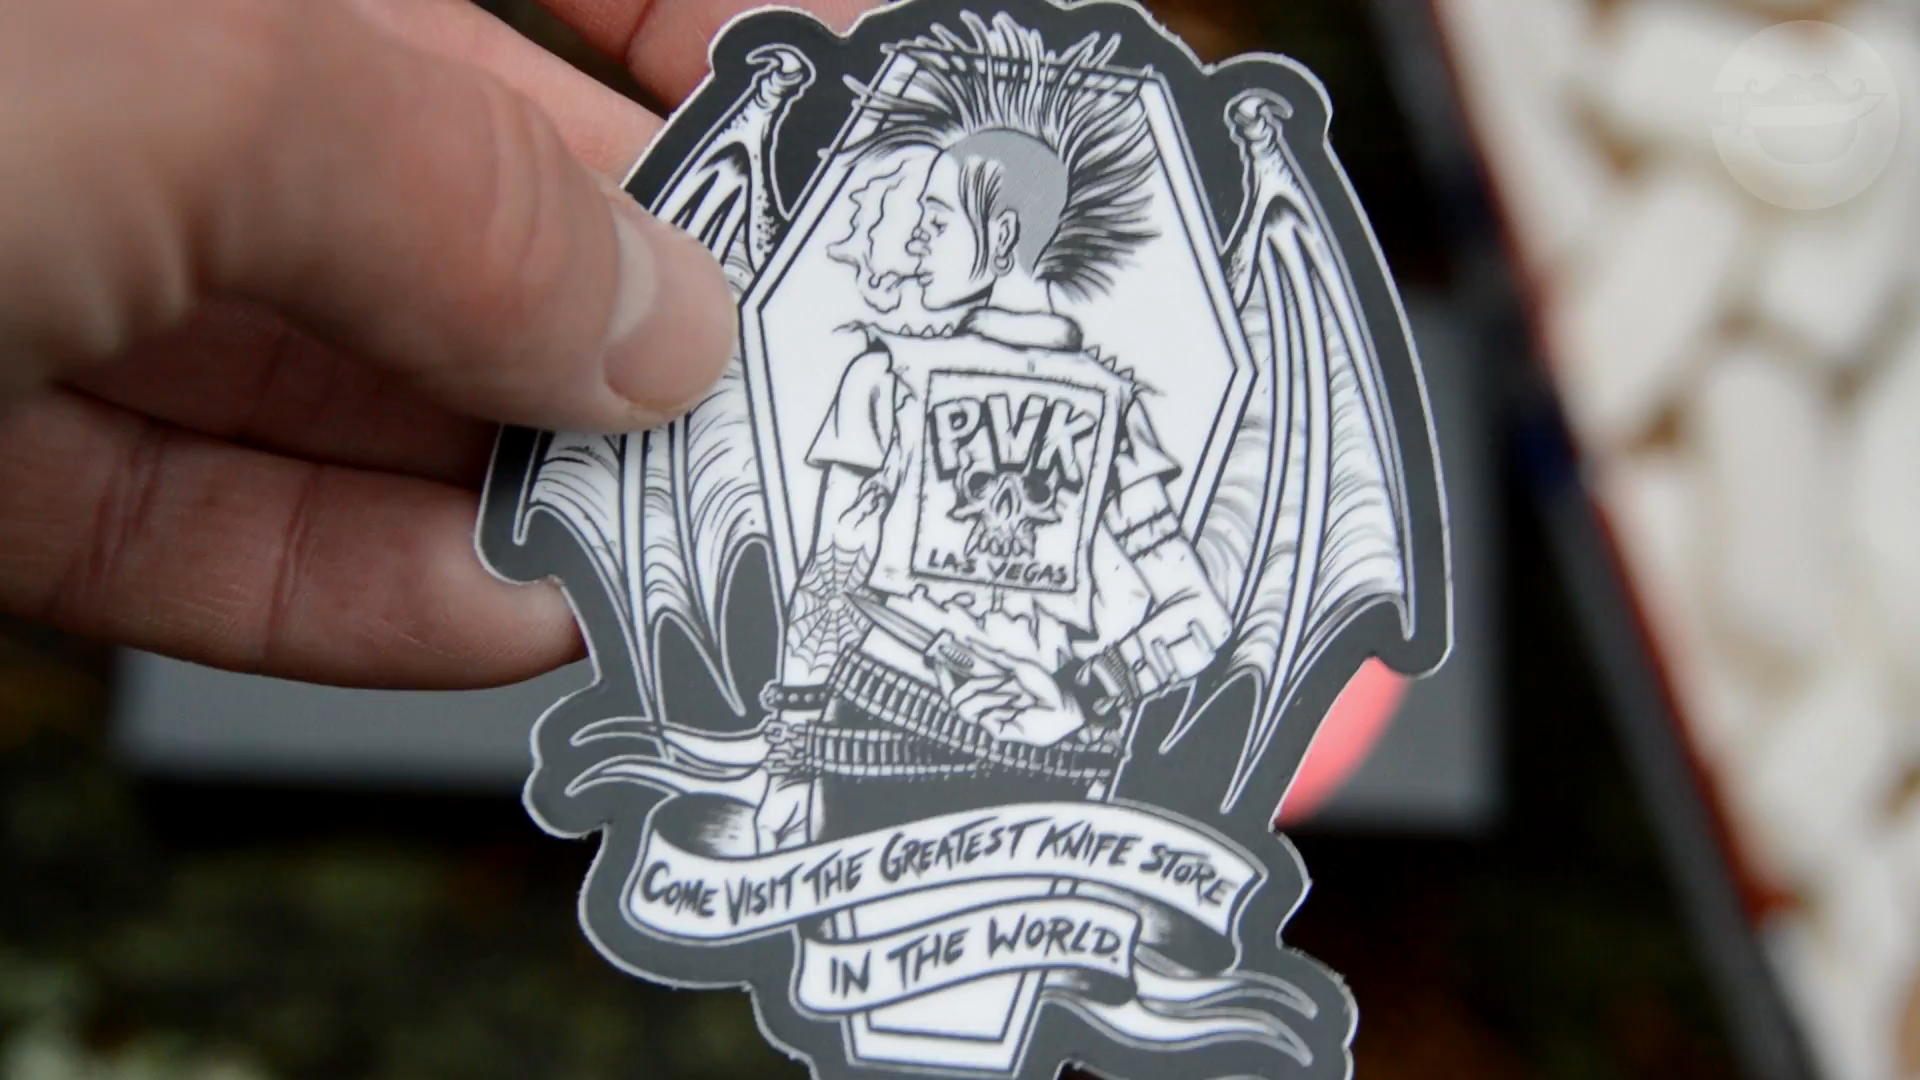 PVK
LAS VEGAS
COME VISIT THE GREATEST KNIFE STORE
IN THE WORLD.